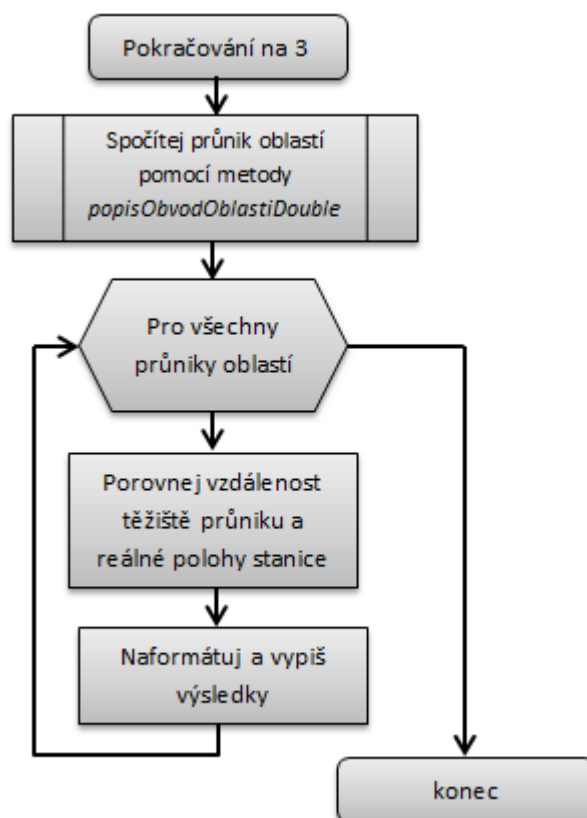 Pokračování na 3
Spočítej průnik oblastí
pomocí metody
popisObvodOblastiDouble
Pro všechny
průniky oblastí
Porovnej vzdálenost
těžiště průniku a
reálné polohy stanice
Naformátuj a vypiš
výsledky
konec